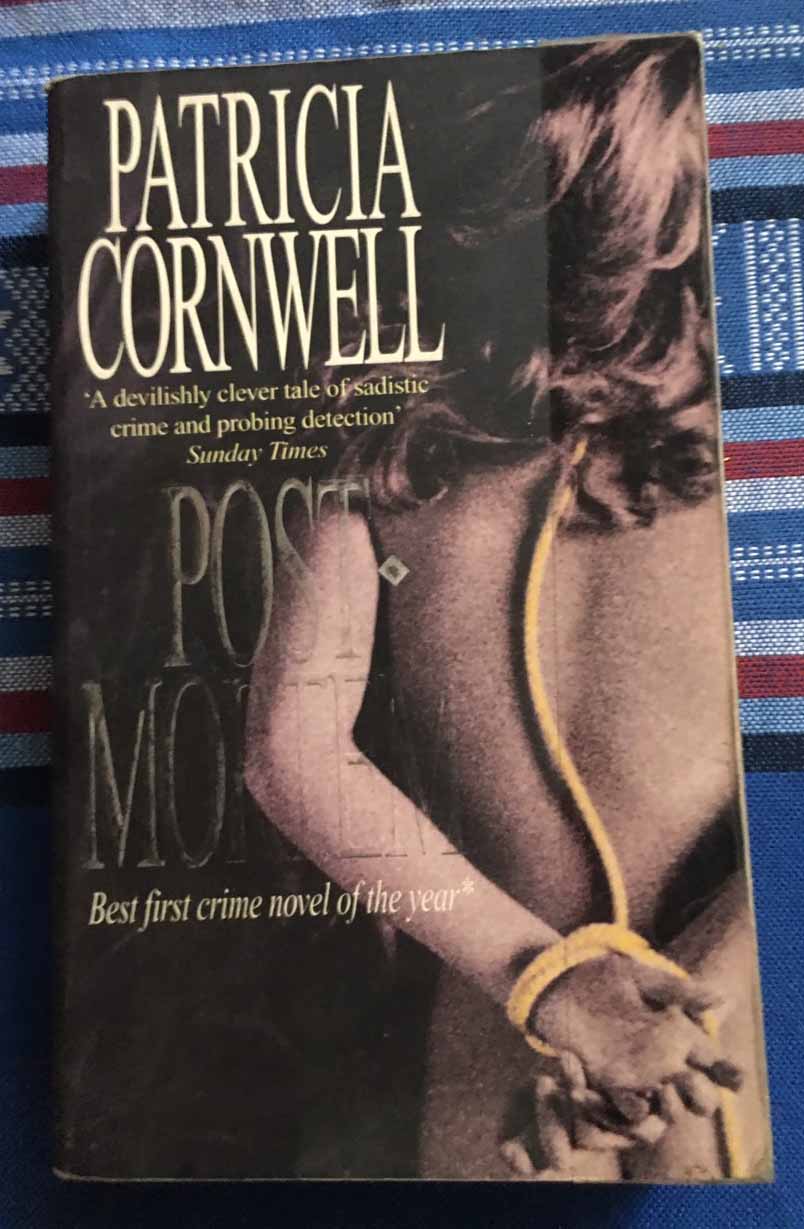 PATRICIA
CORNWELL
'A devilishly clever tale of sadistic
crime and probing detection'
Sunday Times
POST·
MORTEM
Best first crime novel of the year*